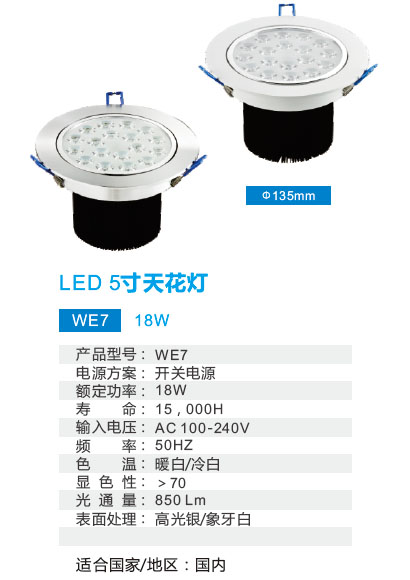 Φ135mm
LED 5寸天花灯
WE7 18W
产品型号: WE7
电源方案: 开关电源
额定功率: 18W
寿 命: 15,000H
输入电压: AC 100-240V
频 率: 50HZ
色 温: 暖白/冷白
显 色 性: >70
光 通 量: 850 Lm
表面处理: 高光银/象牙白
适合国家/地区: 国内